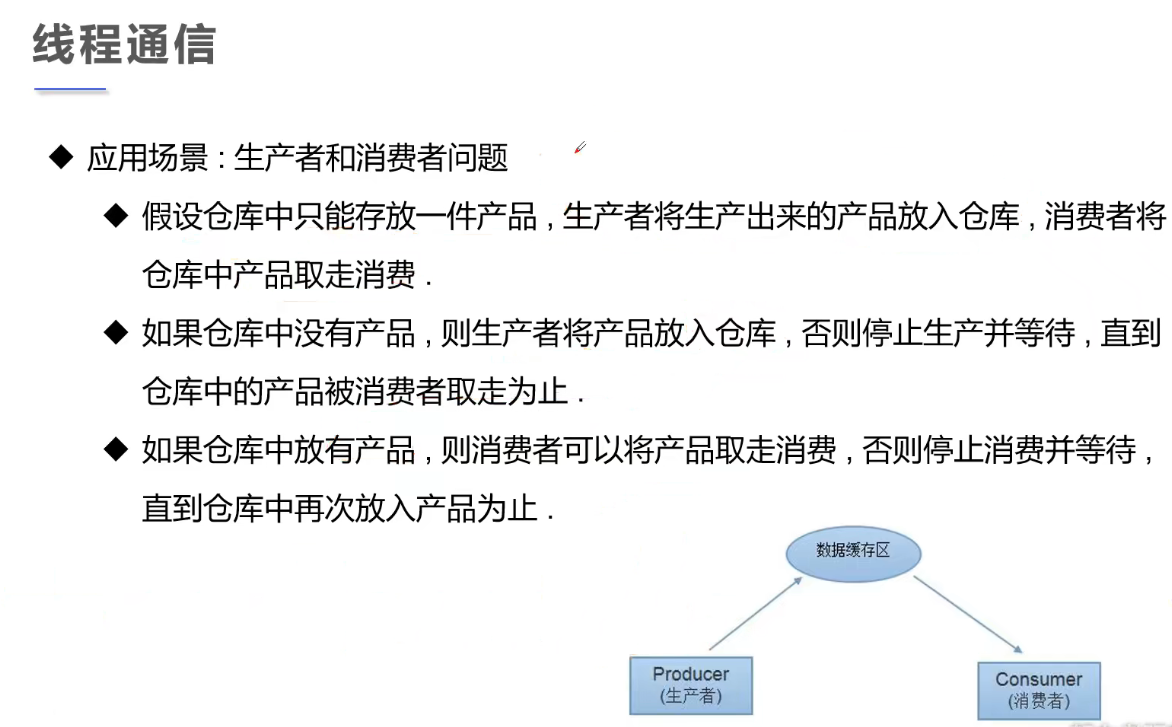 线程通信
◆ 应用场景 : 生产者和消费者问题
◆ 假设仓库中只能存放一件产品 , 生产者将生产出来的产品放入仓库 , 消费者将
仓库中产品取走消费 .
◆ 如果仓库中没有产品 , 则生产者将产品放入仓库 , 否则停止生产并等待 , 直到
仓库中的产品被消费者取走为止 .
◆ 如果仓库中放有产品 , 则消费者可以将产品取走消费 , 否则停止消费并等待 ,
直到仓库中再次放入产品为止 .
数据缓存区
Producer
(生产者)
Consumer
(消费者)